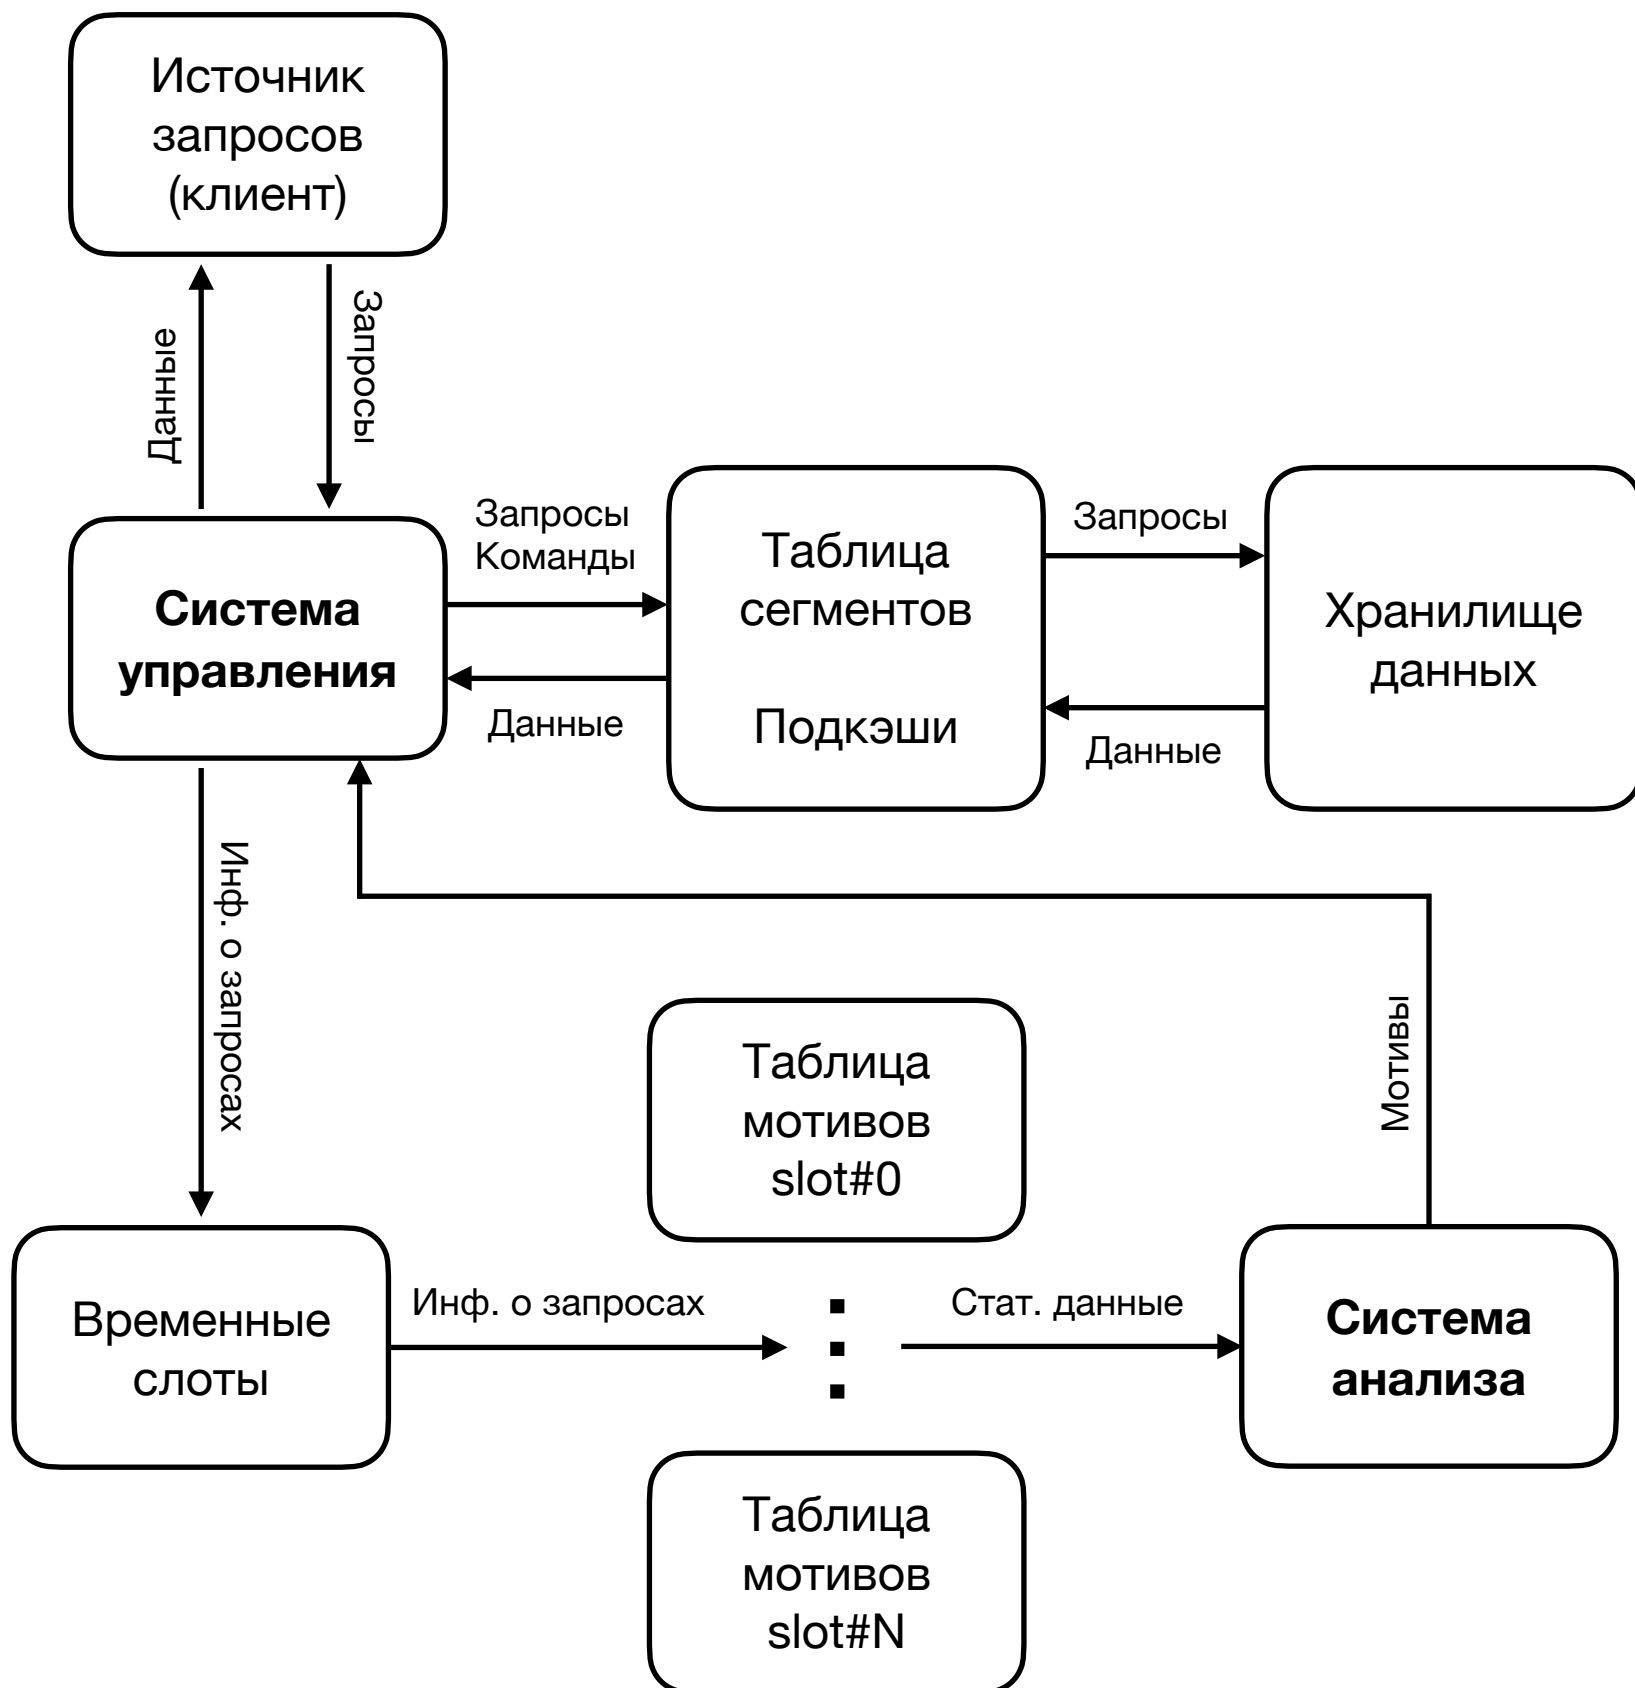 Источник
запросов
(клиент)
Данные
Запросы
Система
управления
Запросы
Команды
Данные
Таблица
сегментов
Подкэши
Запросы
Данные
Хранилище
данных
Инф. о запросах
Мотивы
Таблица
мотивов
slot#0
Временные
слоты
Инф. о запросах
Стат. данные
Система
анализа
Таблица
мотивов
slot#N